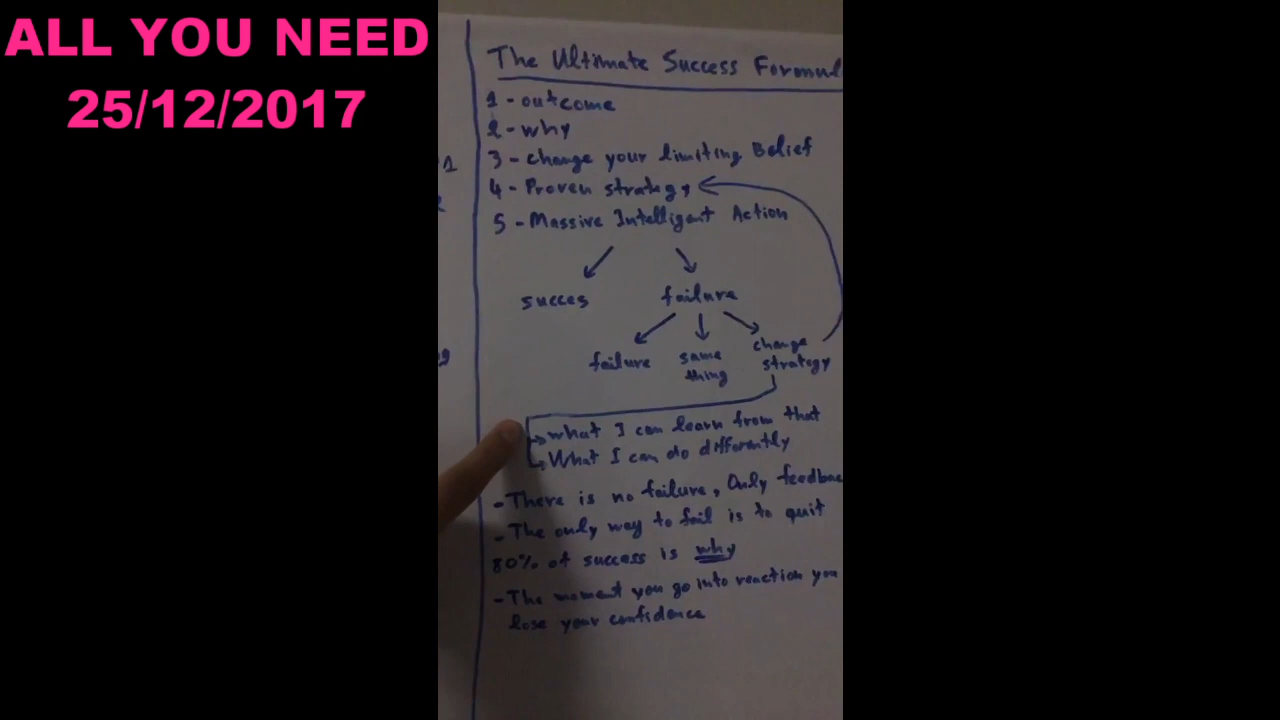 ALL YOU NEED
25/12/2017
The Ultimate Success Formul
1 - outcome
2 - why
3 - change your limiting Belief
4 - Proven strategy
5 - Massive Intelligent Action
succes
failure
failure
same
thing
change
strategy
what I can learn from that
What I can do differently
- There is no failure, Only feedbac
- The only way to fail is to quit
80% of success is why
- The moment you go into reaction you
lose your confidence